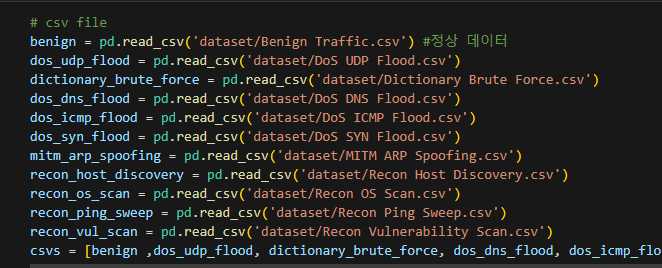 # csv file
benign = pd.read_csv('dataset/Benign Traffic.csv') #정상 데이터
dos_udp_flood = pd.read_csv('dataset/DoS UDP Flood.csv')
dictionary_brute_force = pd.read_csv('dataset/Dictionary Brute Force.csv')
dos_dns_flood = pd.read_csv('dataset/DoS DNS Flood.csv')
dos_icmp_flood = pd.read_csv('dataset/DoS ICMP Flood.csv')
dos_syn_flood = pd.read_csv('dataset/DoS SYN Flood.csv')
mitm_arp_spoofing = pd.read_csv('dataset/MITM ARP Spoofing.csv')
recon_host_discovery = pd.read_csv('dataset/Recon Host Discovery.csv')
recon_os_scan = pd.read_csv('dataset/Recon OS Scan.csv')
recon_ping_sweep = pd.read_csv('dataset/Recon Ping Sweep.csv')
recon_vul_scan = pd.read_csv('dataset/Recon Vulnerability Scan.csv')
csvs = [benign ,dos_udp_flood, dictionary_brute_force, dos_dns_flood, dos_icmp_flo